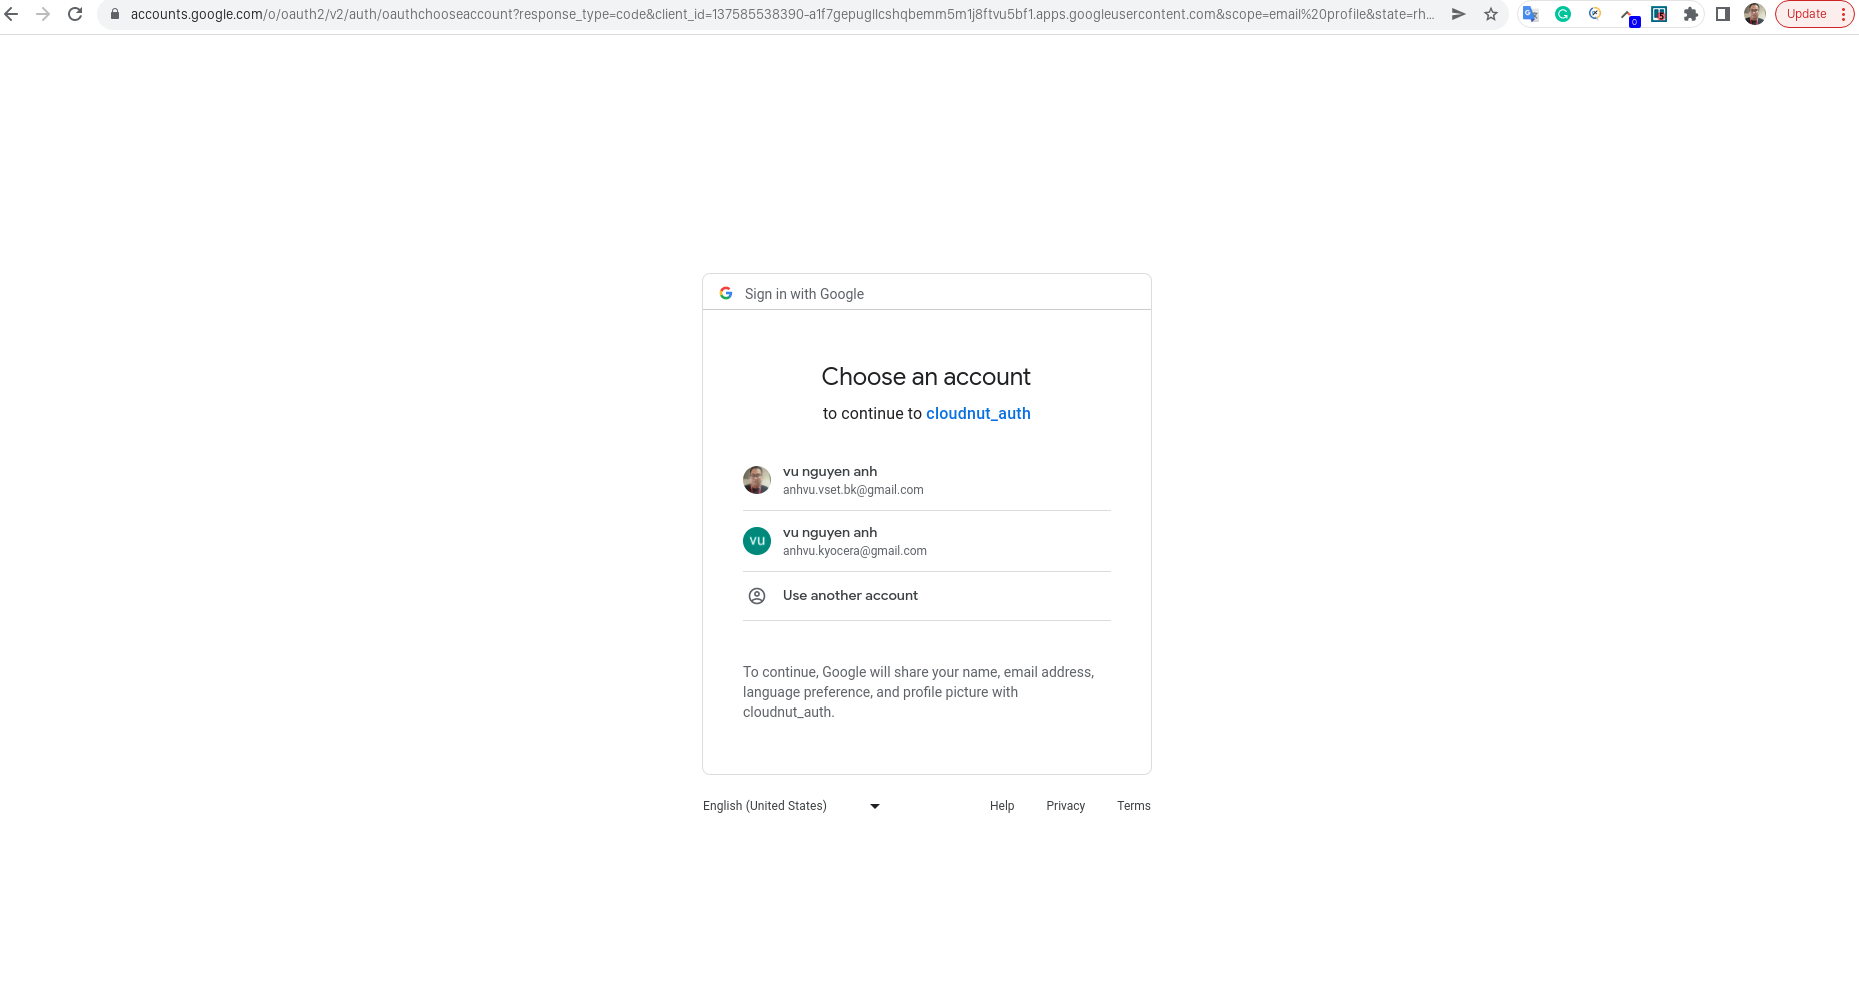 accounts.google.com/o/oauth2/v2/auth/oauthchooseaccount?response_type=code&client_id=137585538390-a1f7gepugllcshqbemm5m1j8ftvu5bf1.apps.googleusercontent.com&scope=email%20profile&state=rh...
0
Update
Sign in with Google
Choose an account
to continue to cloudnut_auth
vu nguyen anh
anhvu.vset.bk@gmail.com
vu
vu nguyen anh
anhvu.kyocera@gmail.com
Use another account
To continue, Google will share your name, email address,
language preference, and profile picture with
cloudnut_auth.
English (United States)
Help Privacy Terms